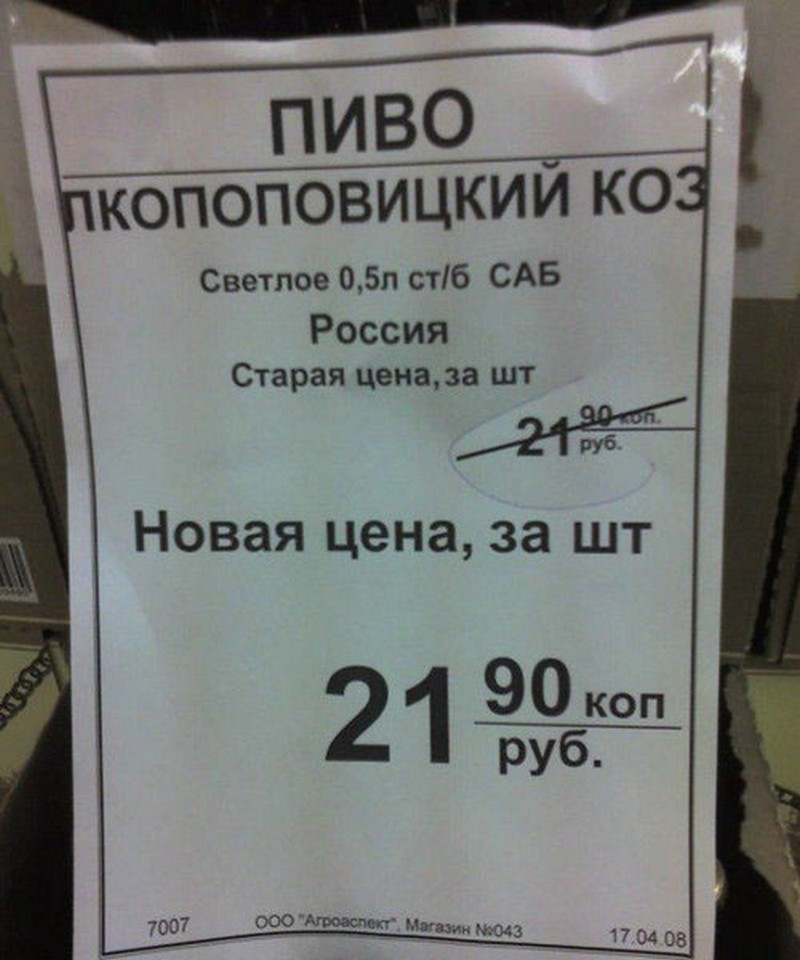 ПИВО
ЛКОПОПОВИЦКИЙ КОЗ
Светлое 0,5л ст/б САБ
Россия
Старая цена,за шт
21 90 коп.
руб.
Новая цена, за шт
21 90 коп
руб.
7007 ООО "Агроаспект". Магазин №043 17.04.08